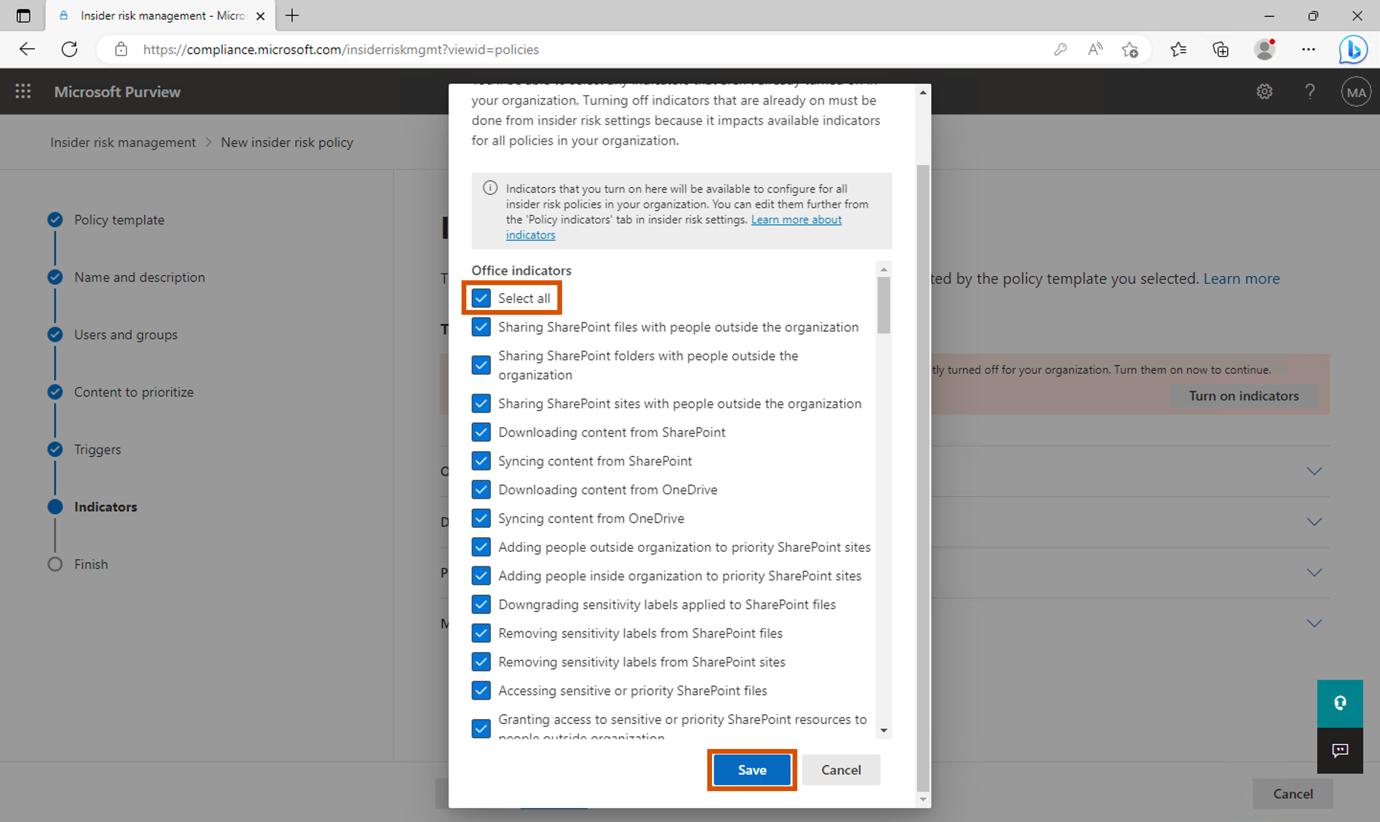 Insider risk management - Micro
https://compliance.microsoft.com/insiderriskmgmt?viewid=policies
Microsoft Purview
MA
Insider risk management > New insider risk policy
Policy template
Name and description
Users and groups
Content to prioritize
Triggers
Indicators
Finish
your organization. Turning off indicators that are already on must be
done from insider risk settings because it impacts available indicators
for all policies in your organization.
Indicators that you turn on here will be available to configure for all
insider risk policies in your organization. You can edit them further from
the 'Policy indicators' tab in insider risk settings. Learn more about
indicators
Office indicators
Select all
Sharing SharePoint files with people outside the organization
Sharing SharePoint folders with people outside the
organization
Sharing SharePoint sites with people outside the organization
Downloading content from SharePoint
Syncing content from SharePoint
Downloading content from OneDrive
Syncing content from OneDrive
Adding people outside organization to priority SharePoint sites
Adding people inside organization to priority SharePoint sites
Downgrading sensitivity labels applied to SharePoint files
Removing sensitivity labels from SharePoint files
Removing sensitivity labels from SharePoint sites
Accessing sensitive or priority SharePoint files
Granting access to sensitive or priority SharePoint resources to
people outside organization
Save
Cancel
ted by the policy template you selected. Learn more
tly turned off for your organization. Turn them on now to continue.
Turn on indicators
Cancel